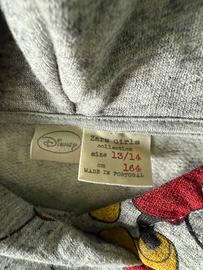 Disney
Zara Girls
collection
size 13/14
cm 164
MADE IN PORTUGAL